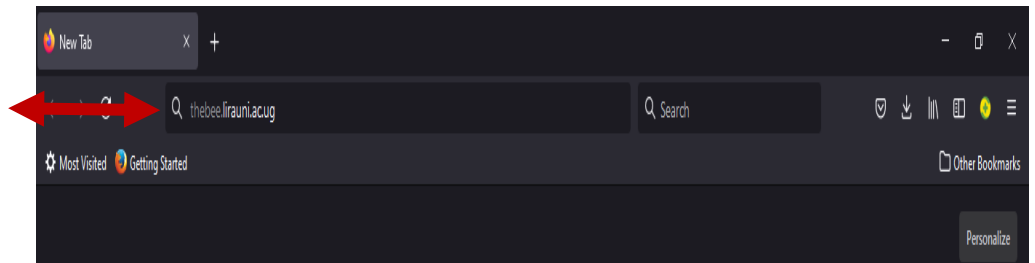 New Tab
thebee.lirauni.ac.ug
Search
Most Visited Getting Started Other Bookmarks
Personalize